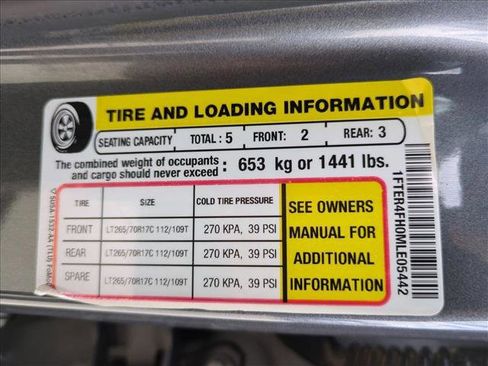 TIRE AND LOADING INFORMATION
SEATING CAPACITY TOTAL: 5 FRONT: 2 REAR: 3
The combined weight of occupants
and cargo should never exceed : 653 kg or 1441 lbs.
TIRE SIZE COLD TIRE PRESSURE
FRONT LT265/70R17C 112/109T 270 KPA, 39 PSI
REAR LT265/70R17C 112/109T 270 KPA, 39 PSI
SPARE LT265/70R17C 112/109T 270 KPA, 39 PSI
SEE OWNERS
MANUAL FOR
ADDITIONAL
INFORMATION
1FTER4FH0MLE05442